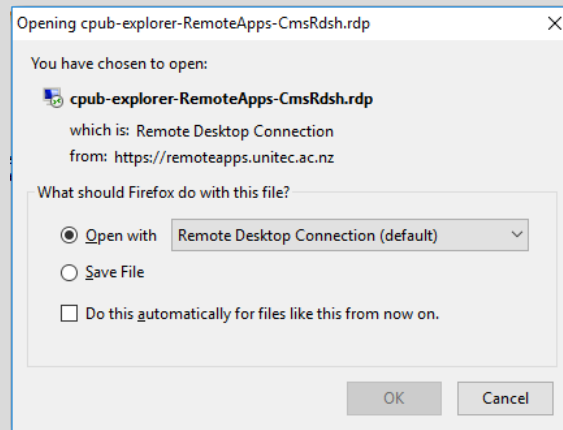 Opening cpub-explorer-RemoteApps-CmsRdsh.rdp
You have chosen to open:
cpub-explorer-RemoteApps-CmsRdsh.rdp
which is: Remote Desktop Connection
from: https://remoteapps.unitec.ac.nz
What should Firefox do with this file?
Open with Remote Desktop Connection (default)
Save File
Do this automatically for files like this from now on.
OK Cancel